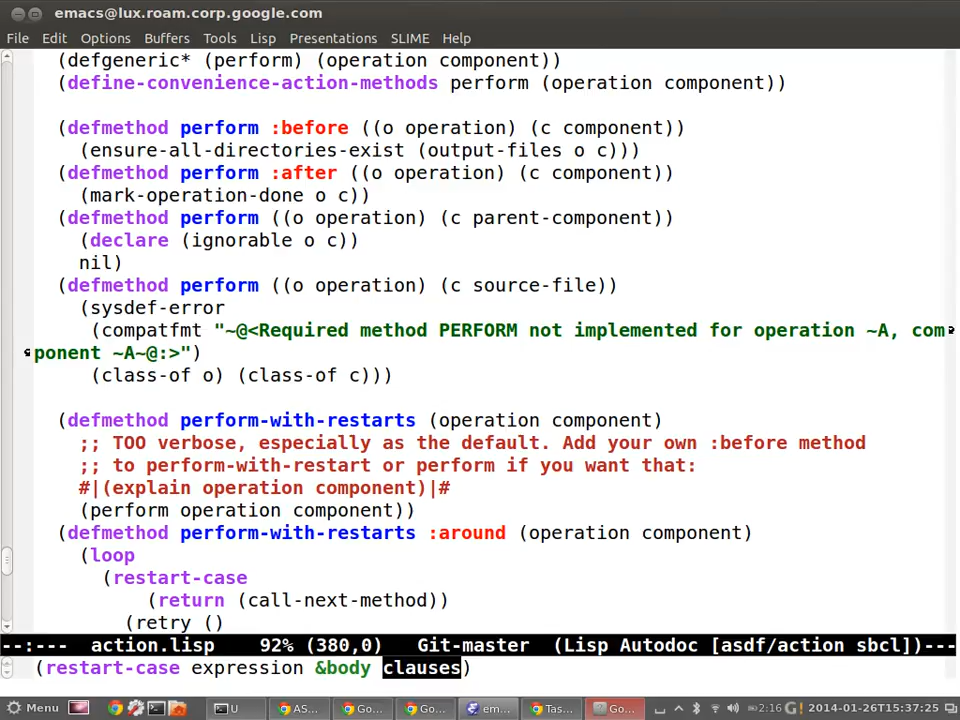 emacs@lux.roam.corp.google.com
File Edit Options Buffers Tools Lisp Presentations SLIME Help
(defgeneric* (perform) (operation component))
(define-convenience-action-methods perform (operation component))
(defmethod perform :before ((o operation) (c component))
(ensure-all-directories-exist (output-files o c)))
(defmethod perform :after ((o operation) (c component))
(mark-operation-done o c))
(defmethod perform ((o operation) (c parent-component))
(declare (ignorable o c))
nil)
(defmethod perform ((o operation) (c source-file))
(sysdef-error
(compatfmt "~@<Required method PERFORM not implemented for operation ~A, com
ponent ~A~@:>")
(class-of o) (class-of c)))
(defmethod perform-with-restarts (operation component)
;; TOO verbose, especially as the default. Add your own :before method
;; to perform-with-restart or perform if you want that:
#|(explain operation component)|#
(perform operation component))
(defmethod perform-with-restarts :around (operation component)
(loop
(restart-case
(return (call-next-method))
(retry ()
--:--- action.lisp 92% (380,0) Git-master (Lisp Autodoc [asdf/action sbcl])---
(restart-case expression &body clauses)
Menu U AS... Go... Go... em... Tas... Go... 2:16 2014-01-26T15:37:25